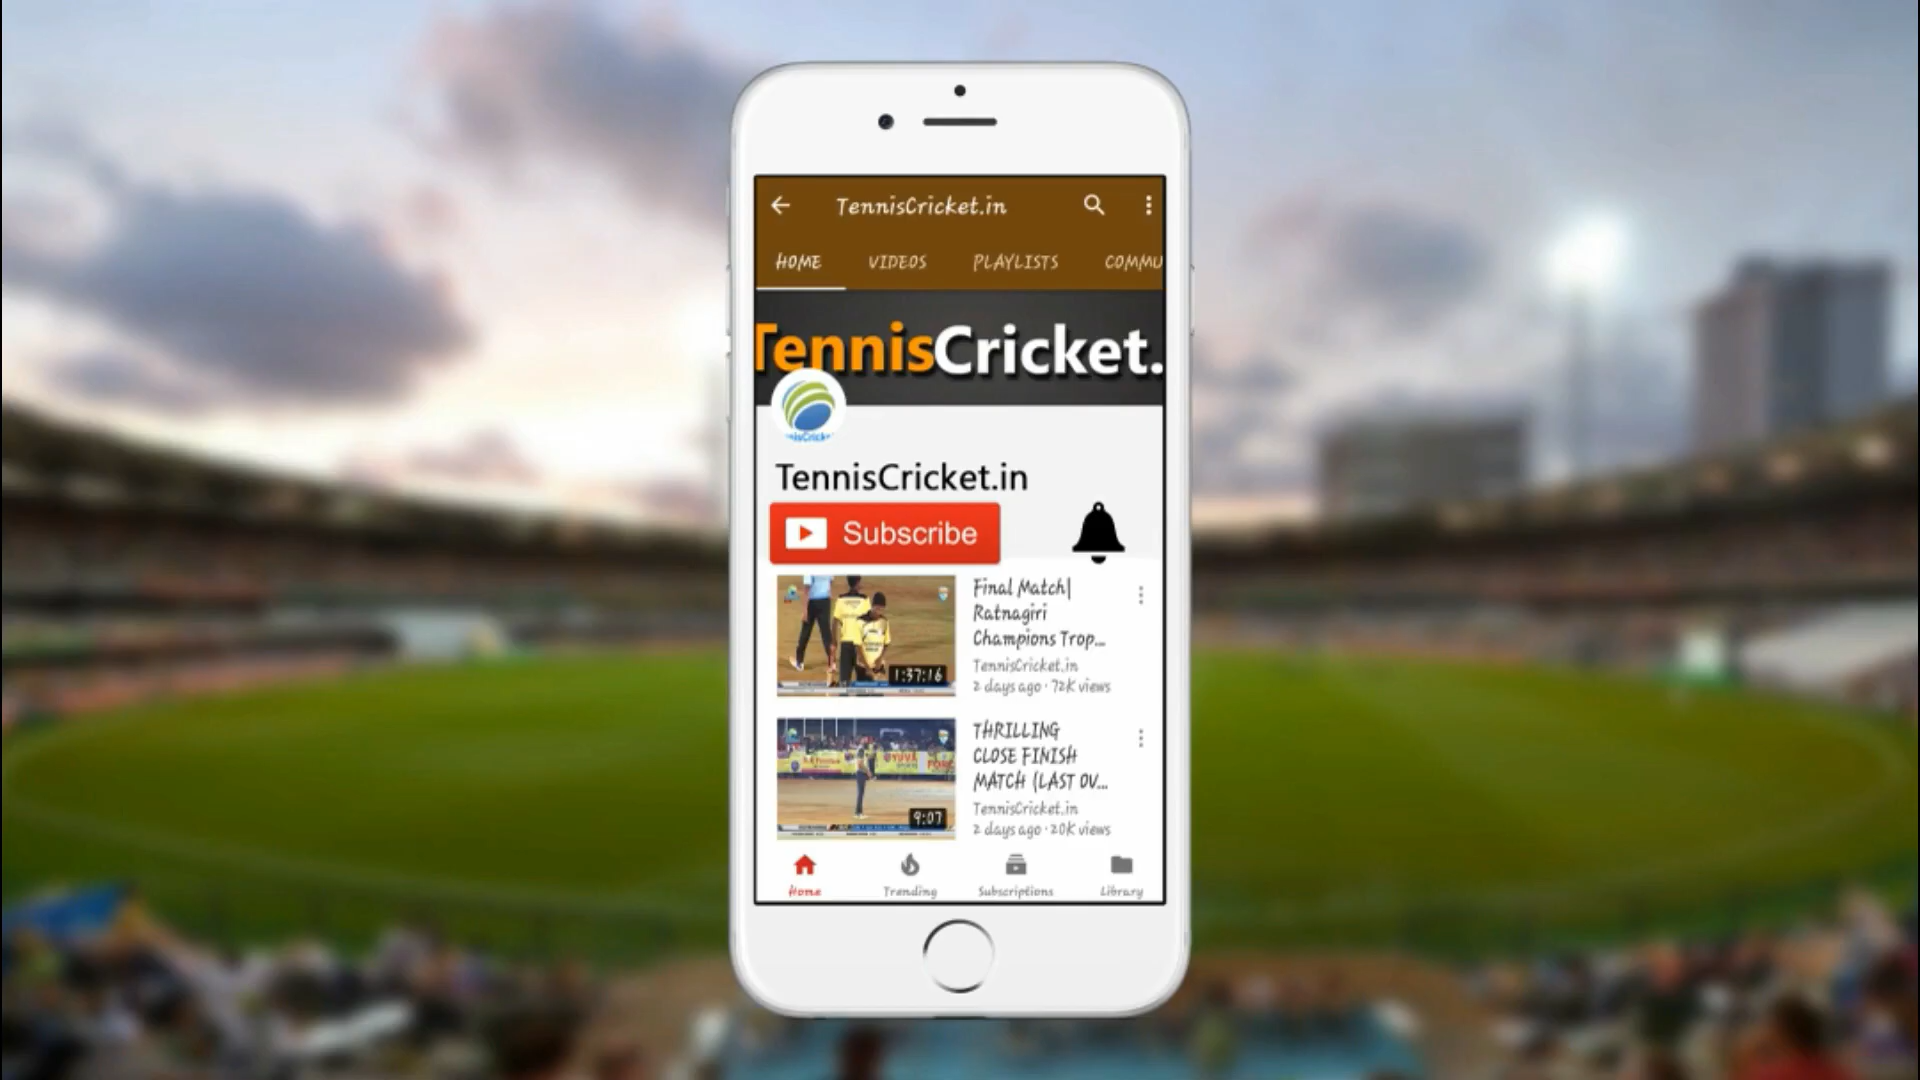 TennisCricket.in
HOME VIDEOS PLAYLISTS COMMU
TennisCricket.
TennisCricket.in
Subscribe
Final Match|
Ratnagiri
Champions Trop...
TennisCricket.in
2 days ago · 72K views
1:37:16
THRILLING
CLOSE FINISH
MATCH (LAST OV...
TennisCricket.in
2 days ago · 20K views
9:07
Home Trending Subscriptions Library